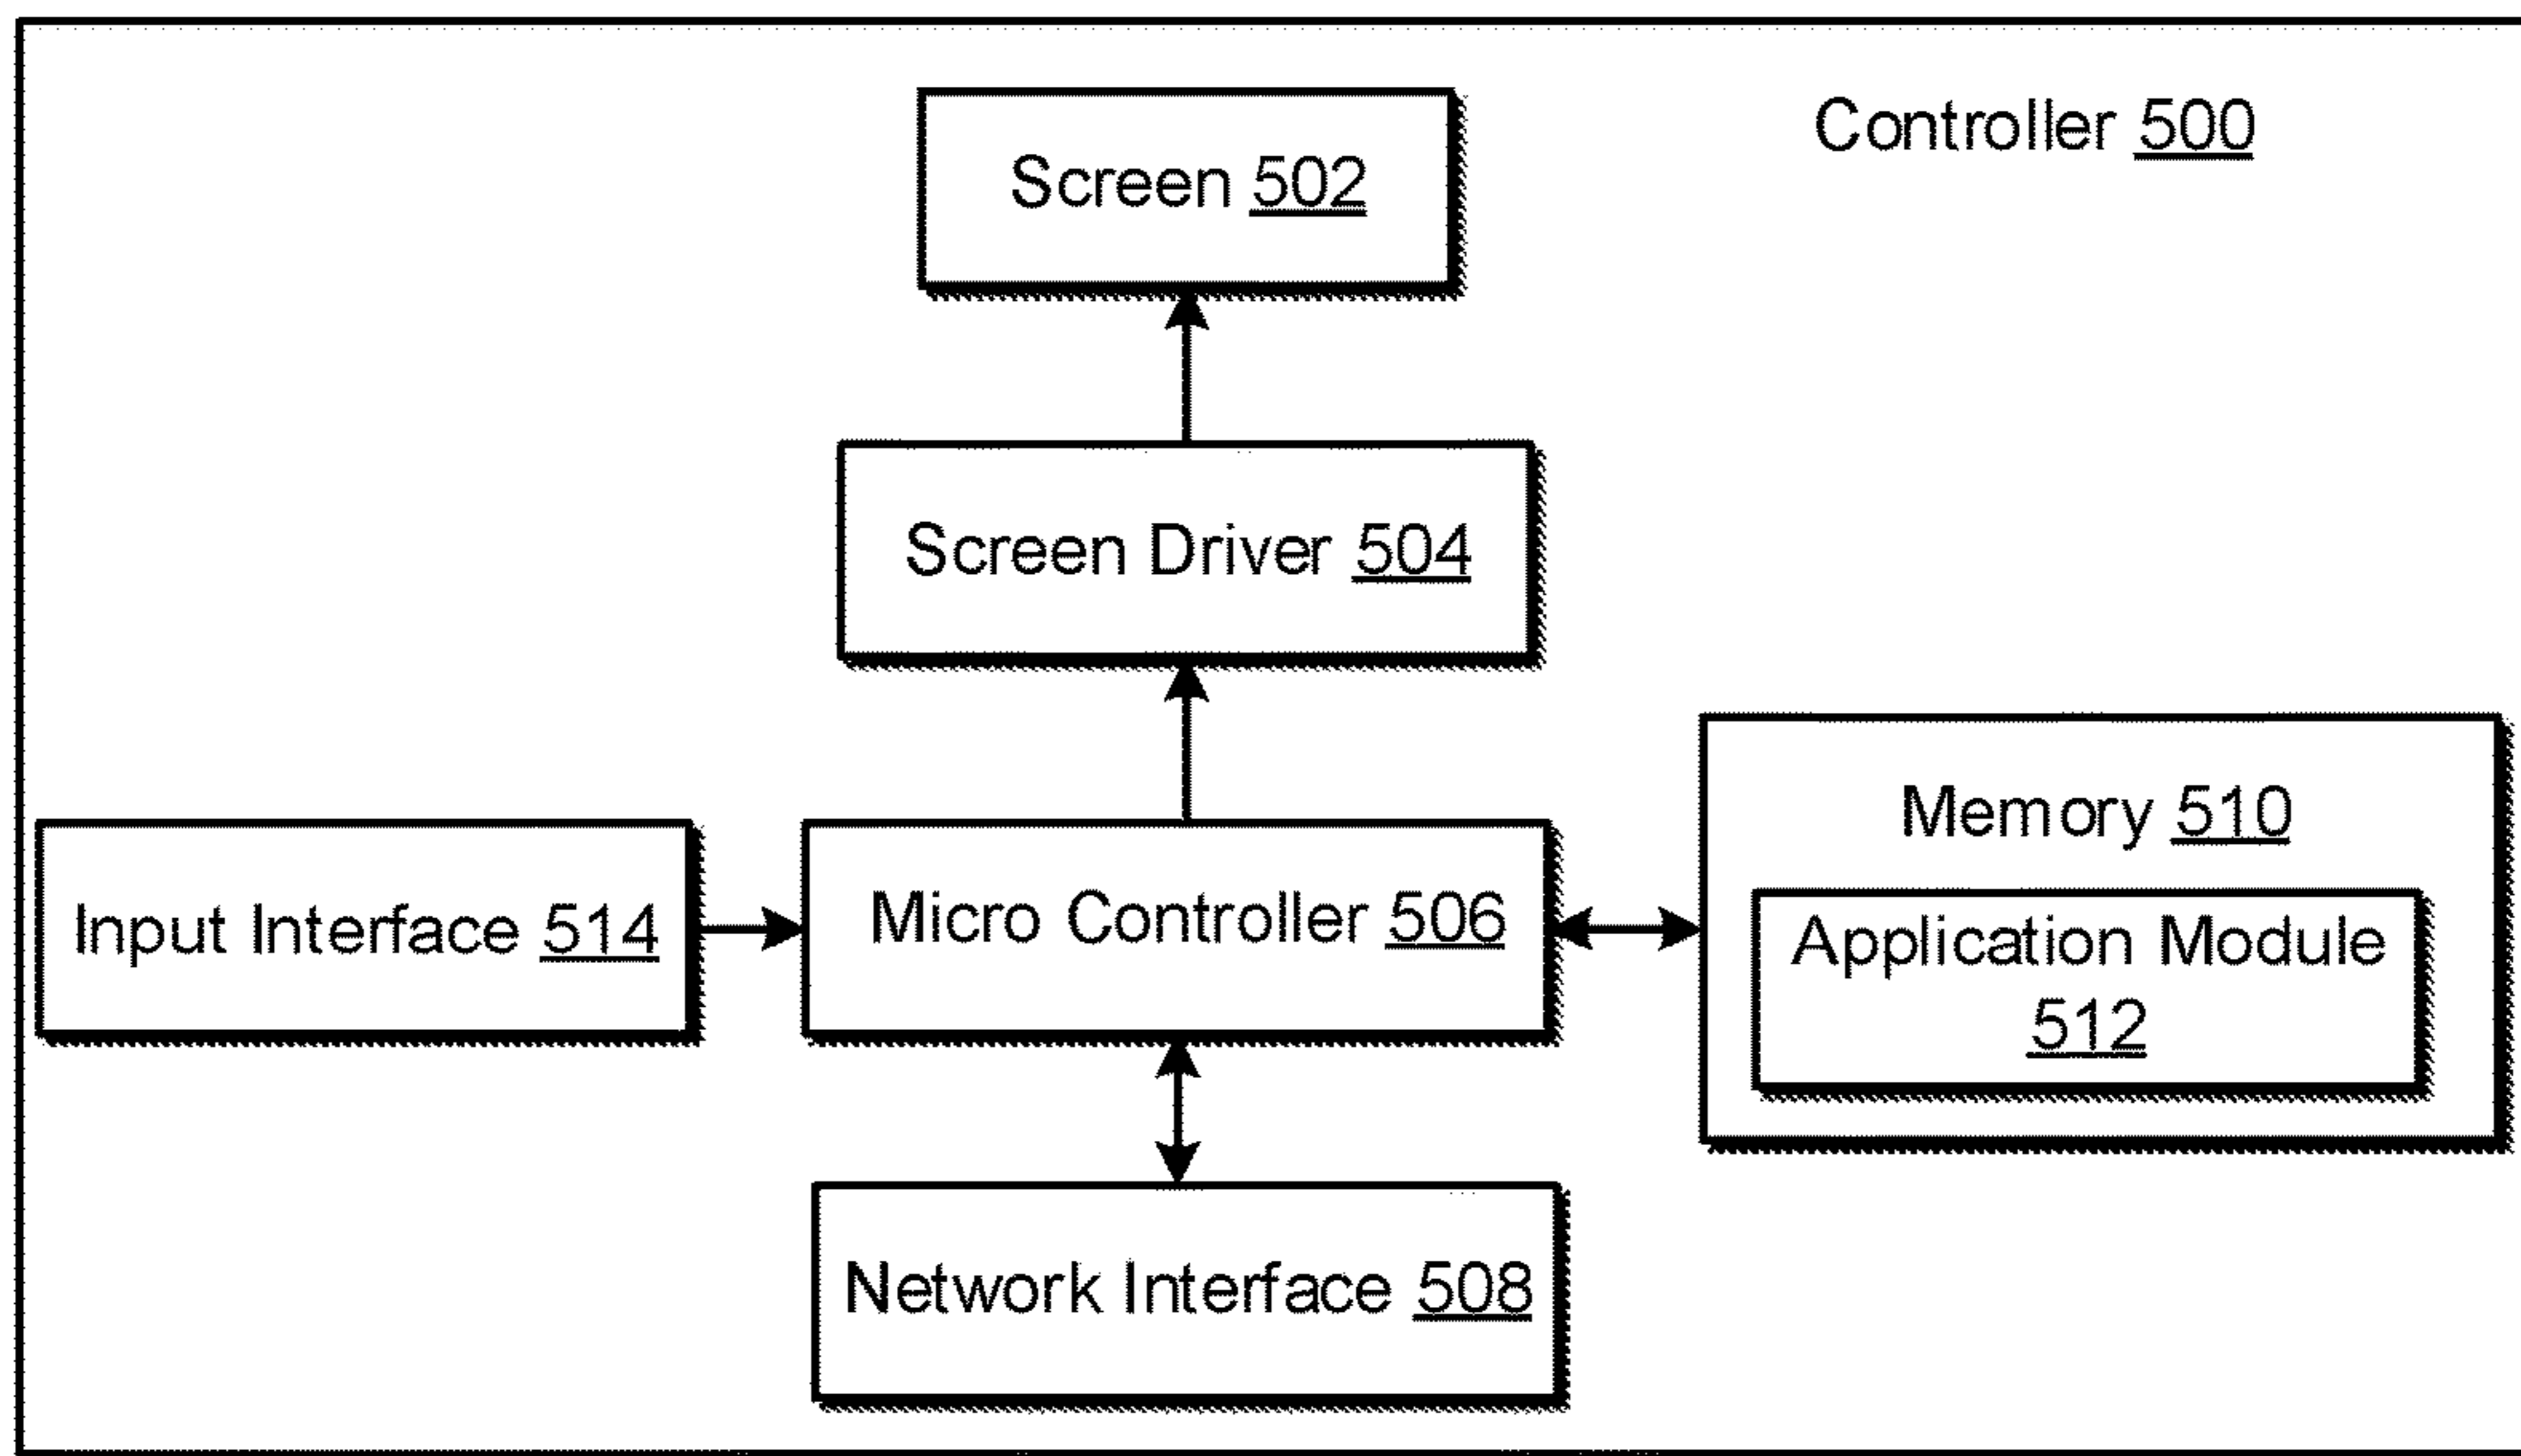 Controller 500
Screen 502
Screen Driver 504
Input Interface 514
Micro Controller 506
Memory 510
Application Module
512
Network Interface 508